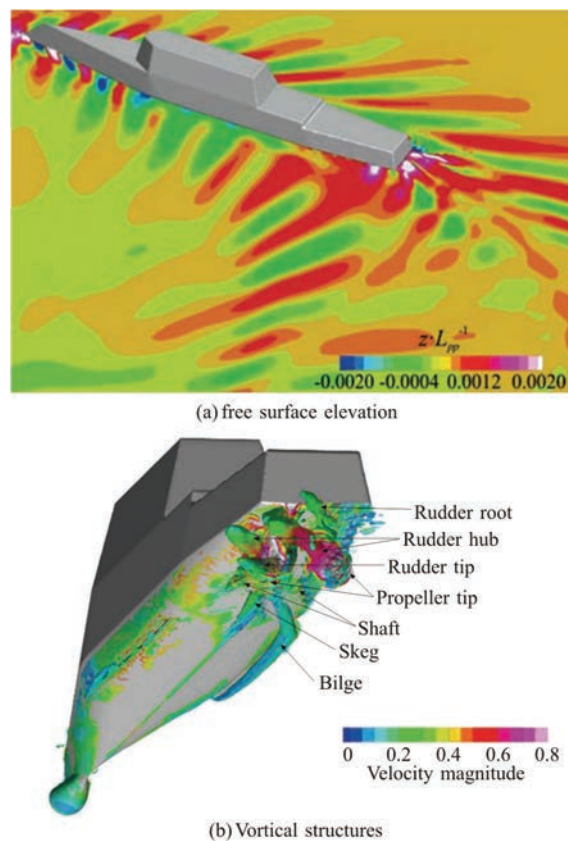 z·Lpp⁻¹
-0.0020 -0.0004 0.0012 0.0020
(a) free surface elevation
Rudder root
Rudder hub
Rudder tip
Propeller tip
Shaft
Skeg
Bilge
0 0.2 0.4 0.6 0.8
Velocity magnitude
(b) Vortical structures